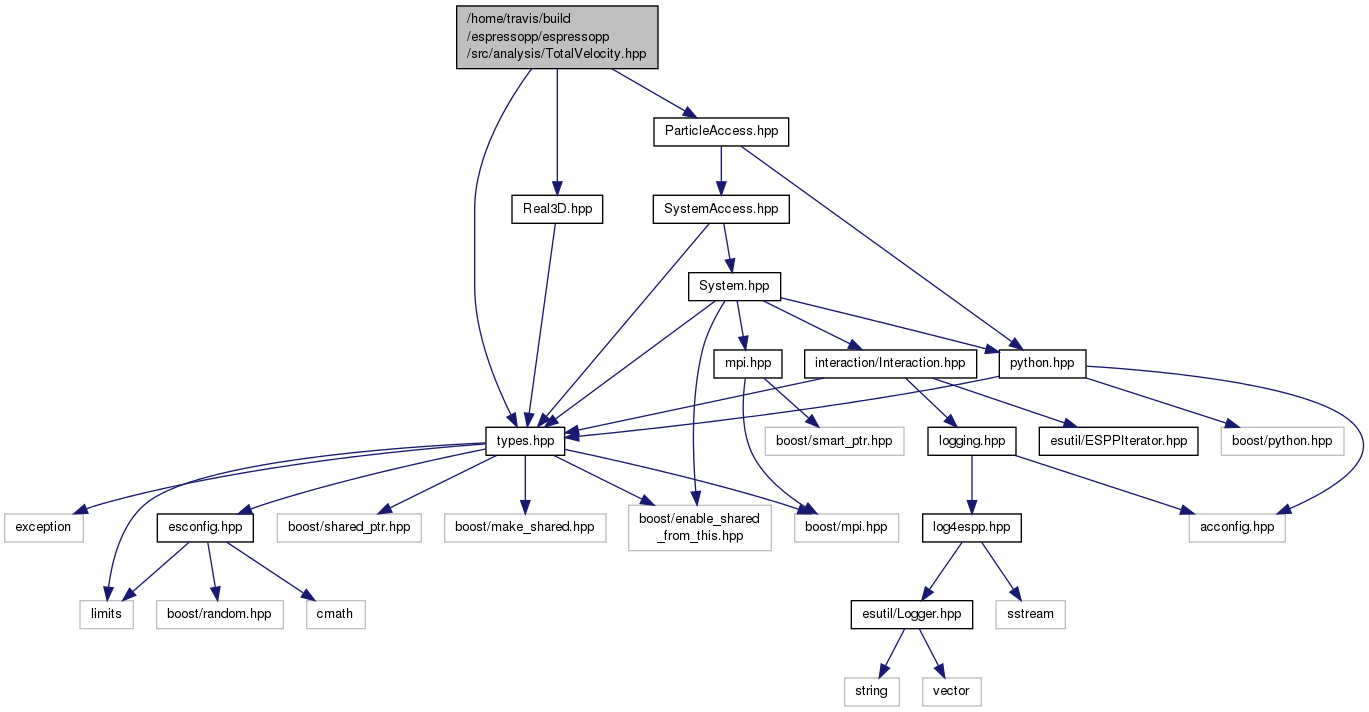 /home/travis/build
/espressopp/espressopp
/src/analysis/TotalVelocity.hpp
ParticleAccess.hpp
Real3D.hpp
SystemAccess.hpp
System.hpp
mpi.hpp
interaction/Interaction.hpp
python.hpp
types.hpp
boost/smart_ptr.hpp
logging.hpp
esutil/ESPPIterator.hpp
boost/python.hpp
exception
esconfig.hpp
boost/shared_ptr.hpp
boost/make_shared.hpp
boost/enable_shared
_from_this.hpp
boost/mpi.hpp
log4espp.hpp
acconfig.hpp
limits
boost/random.hpp
cmath
esutil/Logger.hpp
sstream
string
vector